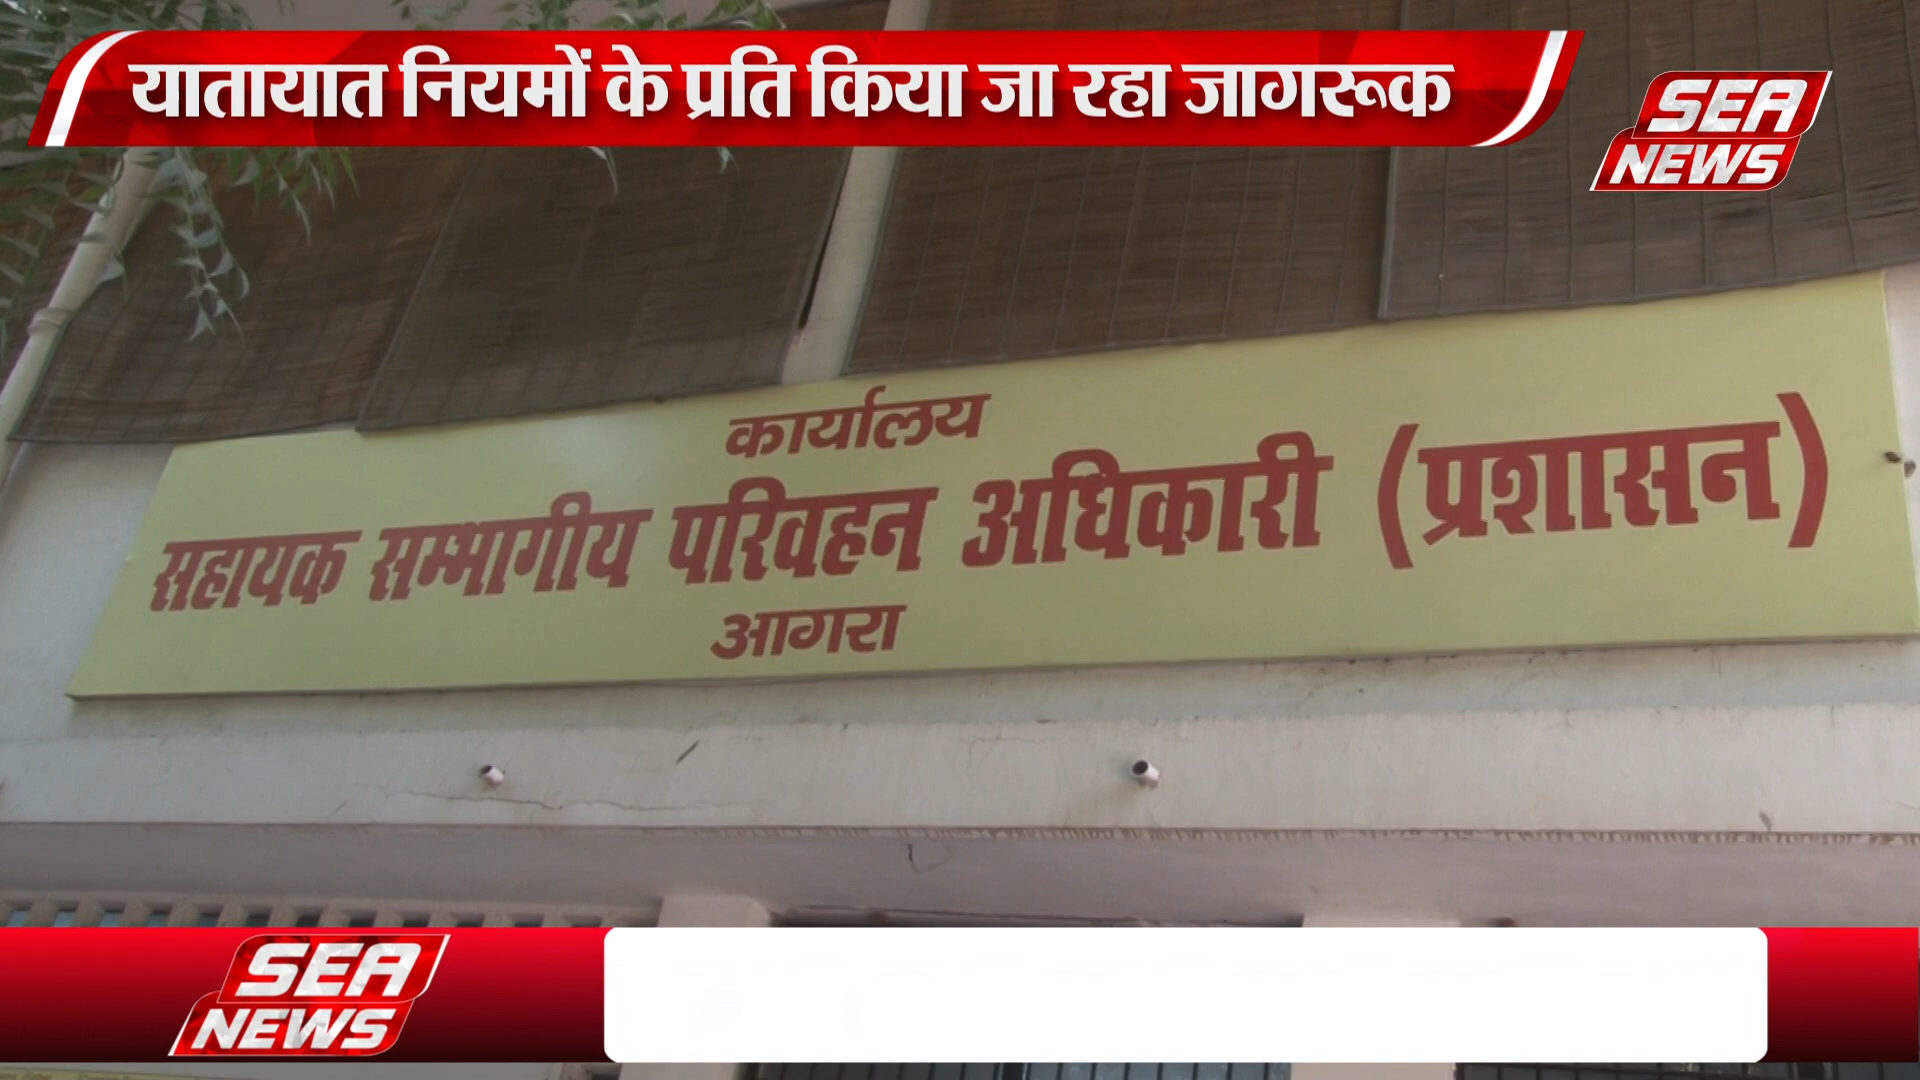 यातायात नियमों के प्रति किया जा रहा जागरूक
SEA
NEWS
कार्यालय
सहायक सम्भागीय परिवहन अधिकारी (प्रशासन)
आगरा
SEA
NEWS